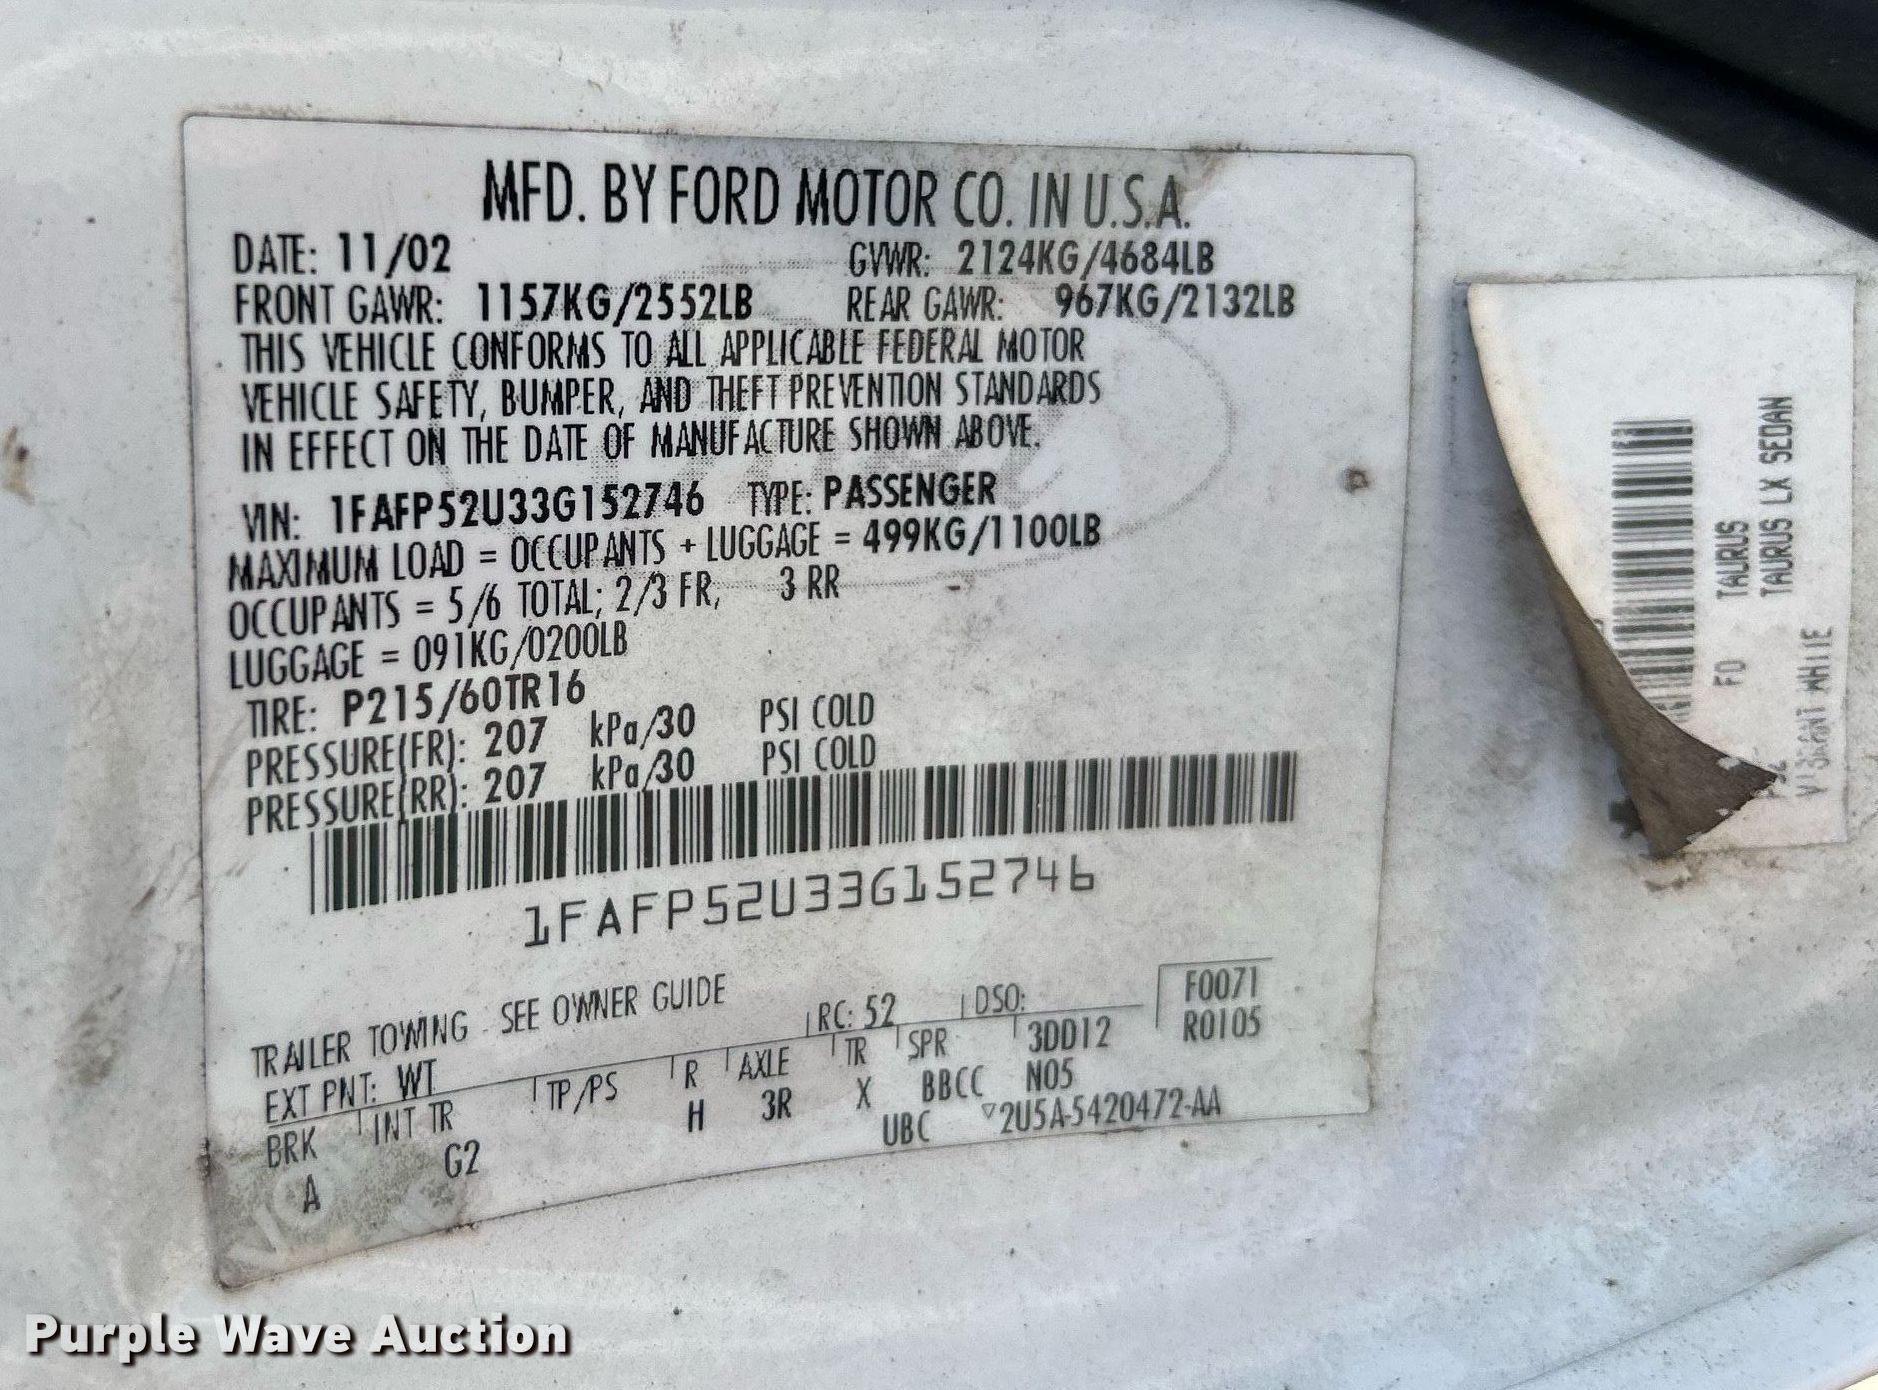 MFD. BY FORD MOTOR CO. IN U.S.A.
DATE: 11/02 GVWR: 2124KG/4684LB
FRONT GAWR: 1157KG/2552LB REAR GAWR: 967KG/2132LB
THIS VEHICLE CONFORMS TO ALL APPLICABLE FEDERAL MOTOR
VEHICLE SAFETY, BUMPER, AND THEFT PREVENTION STANDARDS
IN EFFECT ON THE DATE OF MANUFACTURE SHOWN ABOVE.
VIN: 1FAFP52U33G152746 TYPE: PASSENGER
MAXIMUM LOAD = OCCUPANTS + LUGGAGE = 499KG/1100LB
OCCUPANTS = 5/6 TOTAL; 2/3 FR, 3 RR
LUGGAGE = 091KG/0200LB
TIRE: P215/60TR16
PRESSURE(FR): 207 kPa/30 PSI COLD
PRESSURE(RR): 207 kPa/30 PSI COLD
1FAFP52U33G152746
TRAILER TOWING - SEE OWNER GUIDE
EXT PNT: WT RC: 52 DSO: F0071
R0105
BRK INT TR TP/PS R AXLE TR SPR 3DD12
A G2 H 3R X BBCC N05
UBC ▽2U5A-5420472-AA
FO TAURUS
TAURUS LX SEDAN
VIBRANT WHITE
Purple Wave Auction